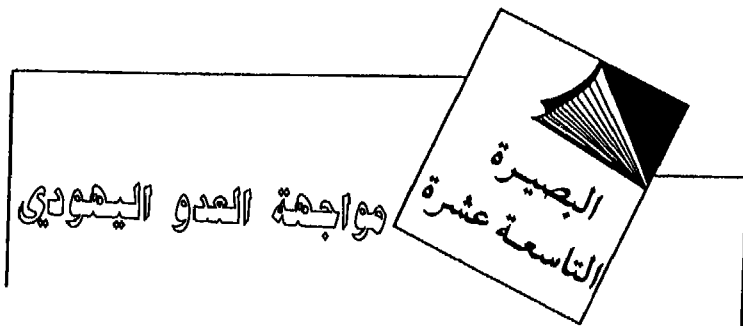 البصيرة
التاسعة عشرة
مواجهة العدو اليهودي